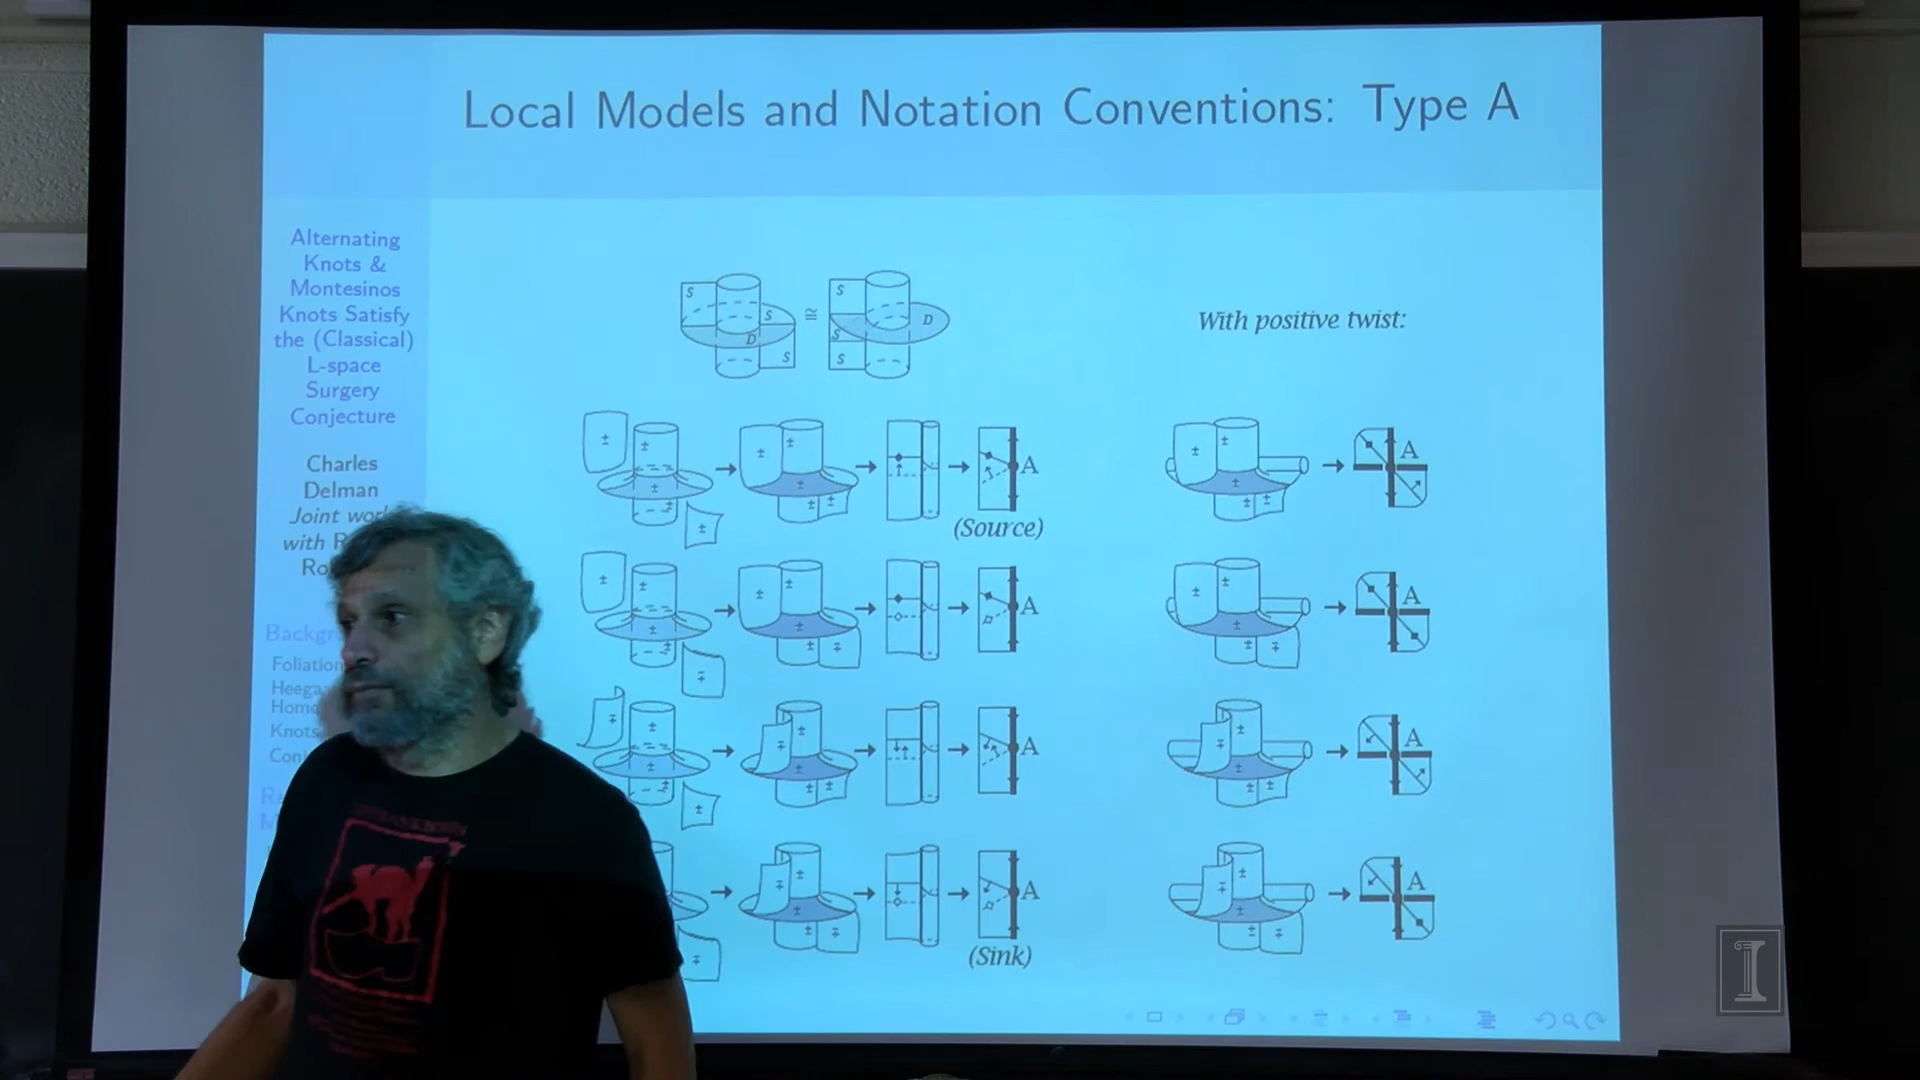 Local Models and Notation Conventions: Type A
Alternating
Knots &
Montesinos
Knots Satisfy
the (Classical)
L-space
Surgery
Conjecture
Charles
Delman
Joint
with
S
S
D
S
≅
S
D
S
S
With positive twist:
± ± ± ± ±
± ± ± ± ±
A
(Source)
± ± ± ± A
± ± ± ± ∓
± ± ± ± ∓
A
± ± ± ∓ A
∓ ± ± ± ±
∓ ± ± ± ±
A
∓ ± ± ± ± A
∓
∓ ± ± ± ∓
A
(Sink)
∓ ± ± ± ∓ A
Knots
I